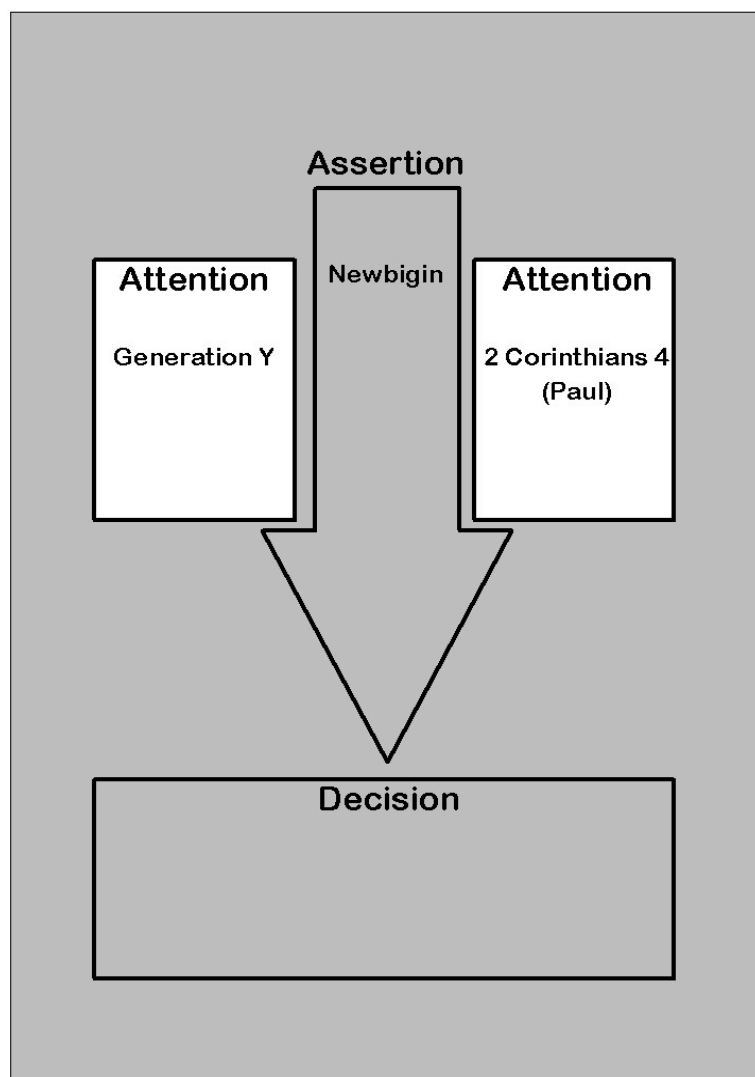 Assertion
Newbigin
Attention
Generation Y
Attention
2 Corinthians 4
(Paul)
Decision